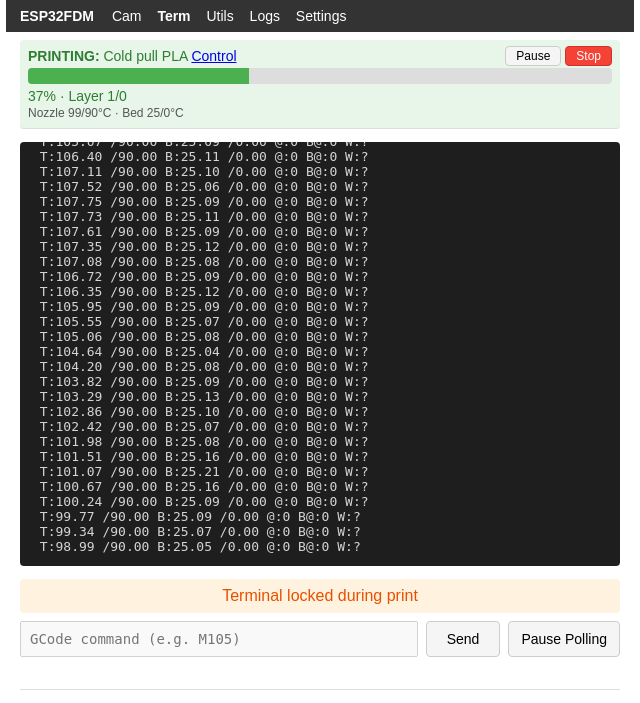 ESP32FDM Cam Term Utils Logs Settings
PRINTING: Cold pull PLA Control Pause Stop
37% · Layer 1/0
Nozzle 99/90°C · Bed 25/0°C
T:106.40 /90.00 B:25.11 /0.00 @:0 B@:0 W:?
T:107.11 /90.00 B:25.10 /0.00 @:0 B@:0 W:?
T:107.52 /90.00 B:25.06 /0.00 @:0 B@:0 W:?
T:107.75 /90.00 B:25.09 /0.00 @:0 B@:0 W:?
T:107.73 /90.00 B:25.11 /0.00 @:0 B@:0 W:?
T:107.61 /90.00 B:25.09 /0.00 @:0 B@:0 W:?
T:107.35 /90.00 B:25.12 /0.00 @:0 B@:0 W:?
T:107.08 /90.00 B:25.08 /0.00 @:0 B@:0 W:?
T:106.72 /90.00 B:25.09 /0.00 @:0 B@:0 W:?
T:106.35 /90.00 B:25.12 /0.00 @:0 B@:0 W:?
T:105.95 /90.00 B:25.09 /0.00 @:0 B@:0 W:?
T:105.55 /90.00 B:25.07 /0.00 @:0 B@:0 W:?
T:105.06 /90.00 B:25.08 /0.00 @:0 B@:0 W:?
T:104.64 /90.00 B:25.04 /0.00 @:0 B@:0 W:?
T:104.20 /90.00 B:25.08 /0.00 @:0 B@:0 W:?
T:103.82 /90.00 B:25.09 /0.00 @:0 B@:0 W:?
T:103.29 /90.00 B:25.13 /0.00 @:0 B@:0 W:?
T:102.86 /90.00 B:25.10 /0.00 @:0 B@:0 W:?
T:102.42 /90.00 B:25.07 /0.00 @:0 B@:0 W:?
T:101.98 /90.00 B:25.08 /0.00 @:0 B@:0 W:?
T:101.51 /90.00 B:25.16 /0.00 @:0 B@:0 W:?
T:101.07 /90.00 B:25.21 /0.00 @:0 B@:0 W:?
T:100.67 /90.00 B:25.16 /0.00 @:0 B@:0 W:?
T:100.24 /90.00 B:25.09 /0.00 @:0 B@:0 W:?
T:99.77 /90.00 B:25.09 /0.00 @:0 B@:0 W:?
T:99.34 /90.00 B:25.07 /0.00 @:0 B@:0 W:?
T:98.99 /90.00 B:25.05 /0.00 @:0 B@:0 W:?
Terminal locked during print
GCode command (e.g. M105) Send Pause Polling